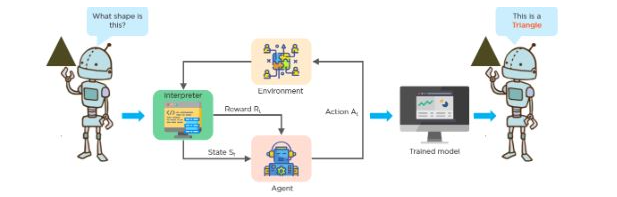 What shape is
this?
This is a
Triangle
Interpreter
Environment
Reward Rt
Action At
State St
Trained model
Agent